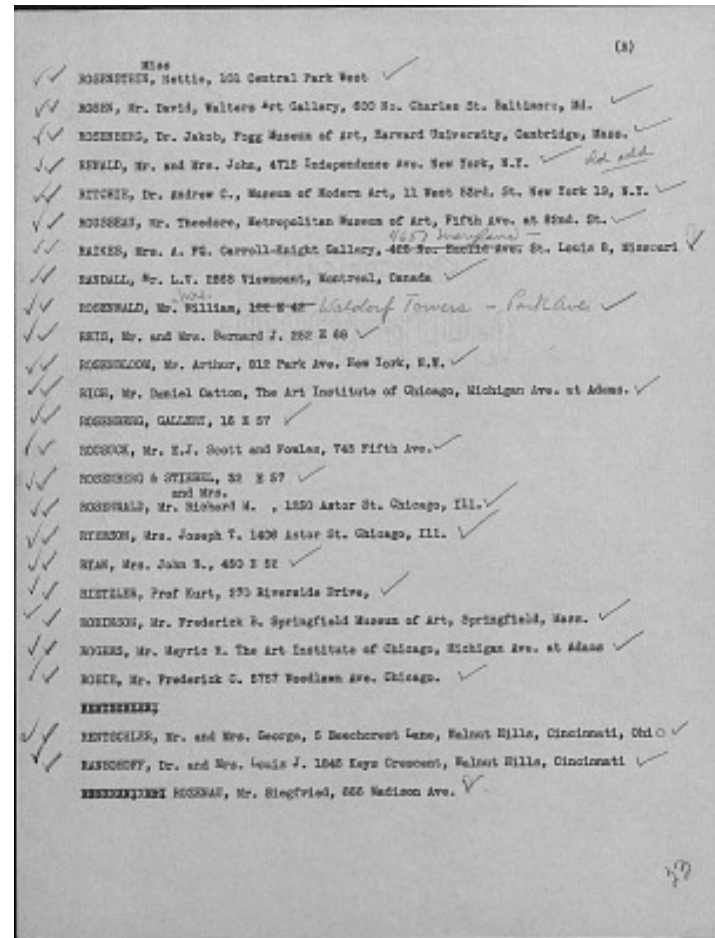 (8)
Miss
ROSENSTEIN, Nettie, 101 Central Park West
ROSEN, Mr. David, Walters Art Gallery, 600 No. Charles St. Baltimore, Md.
ROSENBERG, Dr. Jakob, Fogg Museum of Art, Harvard University, Cambridge, Mass.
REWALD, Mr. and Mrs. John, 4715 Independence Ave. New York, N.Y.
RITCHIE, Dr. Andrew C., Museum of Modern Art, 11 West 53rd. St. New York 19, N.Y.
ROUSSEAU, Mr. Theodore, Metropolitan Museum of Art, Fifth Ave. at 82nd. St.
4657 Maryland -
RAIKES, Mrs. A. FG. Carroll-Knight Gallery, No. Euclid Ave. St. Louis 8, Missouri
RANDALL, Mr. L.V. Viewmount, Montreal, Canada
Mrs.
ROSENWALD, Mr. William, Waldorf Towers - Park Ave
REIS, Mr. and Mrs. Bernard J. 252 E 68
ROSENBLOOM, Mr. Arthur, 812 Park Ave. New York, N.Y.
RICH, Mr. Daniel Catton, The Art Institute of Chicago, Michigan Ave. at Adams.
ROSENBERG, GALLERY, 16 E 57
Mr. E.J. Scott and Fowles, 745 Fifth Ave.
ROSENBERG & STIEBEL, 32 E 57
and Mrs.
ROSENWALD, Mr. Richard M. , 1250 Astor St. Chicago, Ill.
RYERSON, Mrs. Joseph T. 1406 Astor St. Chicago, Ill.
RYAN, Mrs. John B., 450 E 52
RIETZLER, Prof Kurt, 270 Riverside Drive,
ROBINSON, Mr. Frederick B. Springfield Museum of Art, Springfield, Mass.
ROGERS, Mr. Meyric R. The Art Institute of Chicago, Michigan Ave. at Adams
Mr. Frederick C. 5757 Woodlawn Ave. Chicago.
RENTSCHLER, Mr. and Mrs. George, 5 Beechcrest Lane, Walnut Hills, Cincinnati, Ohio
RANSOHOFF, Dr. and Mrs. Louis J. Keys Crescent, Walnut Hills, Cincinnati
ROSENAU, Mr. Siegfried, Madison Ave.